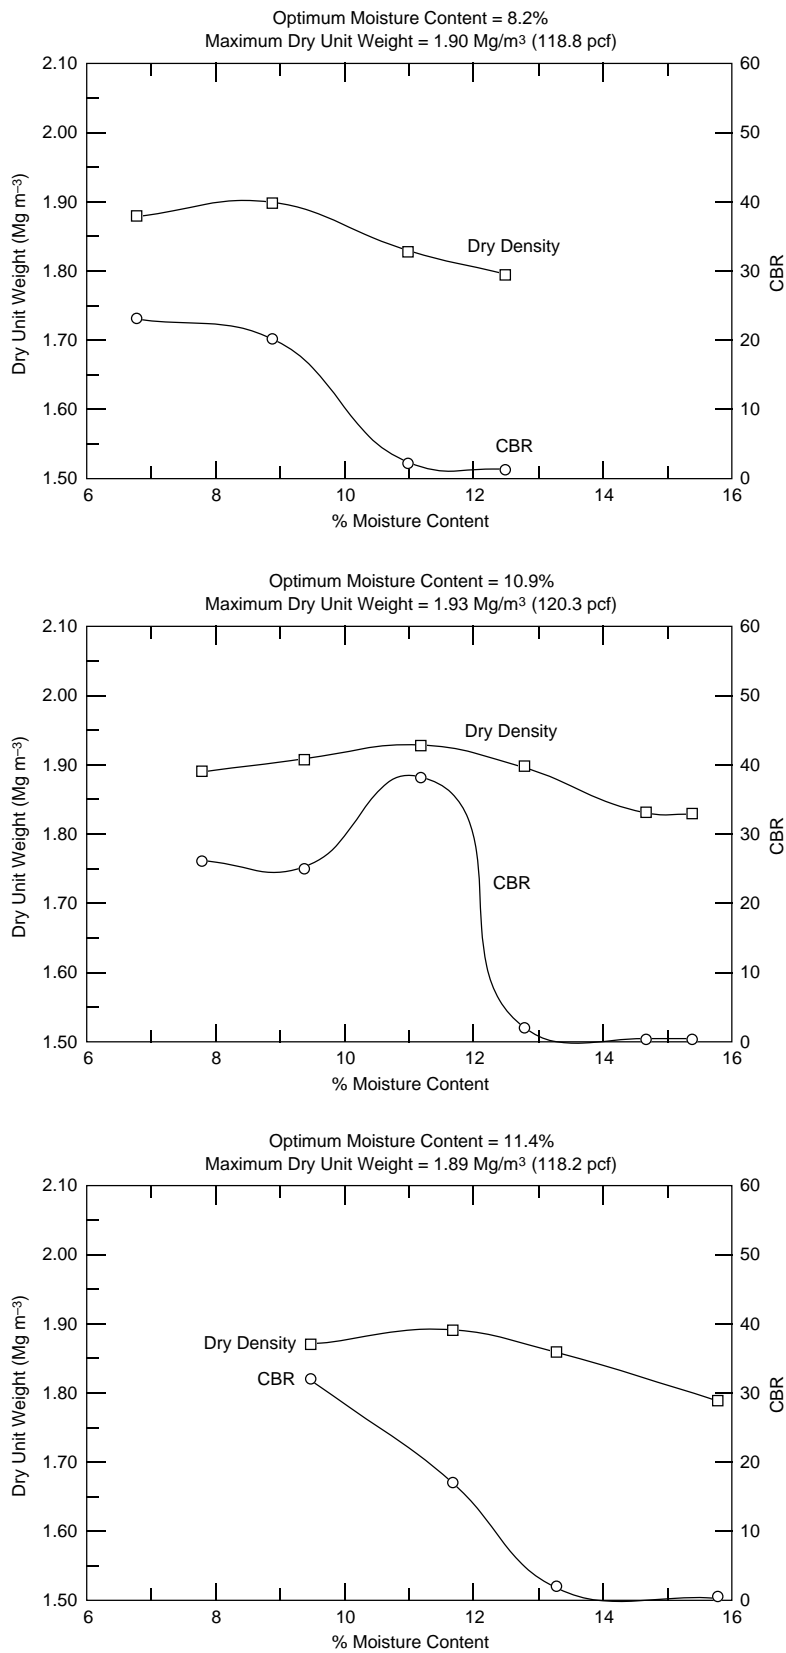 Optimum Moisture Content = 8.2%
Maximum Dry Unit Weight = 1.90 Mg/m³ (118.8 pcf)
2.10
2.00
1.90
1.80
1.70
1.60
1.50
Dry Unit Weight (Mg m⁻³)
60
50
40
30
20
10
0
CBR
Dry Density
CBR
6 8 10 12 14 16
% Moisture Content
Optimum Moisture Content = 10.9%
Maximum Dry Unit Weight = 1.93 Mg/m³ (120.3 pcf)
2.10
2.00
1.90
1.80
1.70
1.60
1.50
Dry Unit Weight (Mg m⁻³)
60
50
40
30
20
10
0
CBR
Dry Density
CBR
6 8 10 12 14 16
% Moisture Content
Optimum Moisture Content = 11.4%
Maximum Dry Unit Weight = 1.89 Mg/m³ (118.2 pcf)
2.10
2.00
1.90
1.80
1.70
1.60
1.50
Dry Unit Weight (Mg m⁻³)
60
50
40
30
20
10
0
CBR
Dry Density
CBR
6 8 10 12 14 16
% Moisture Content